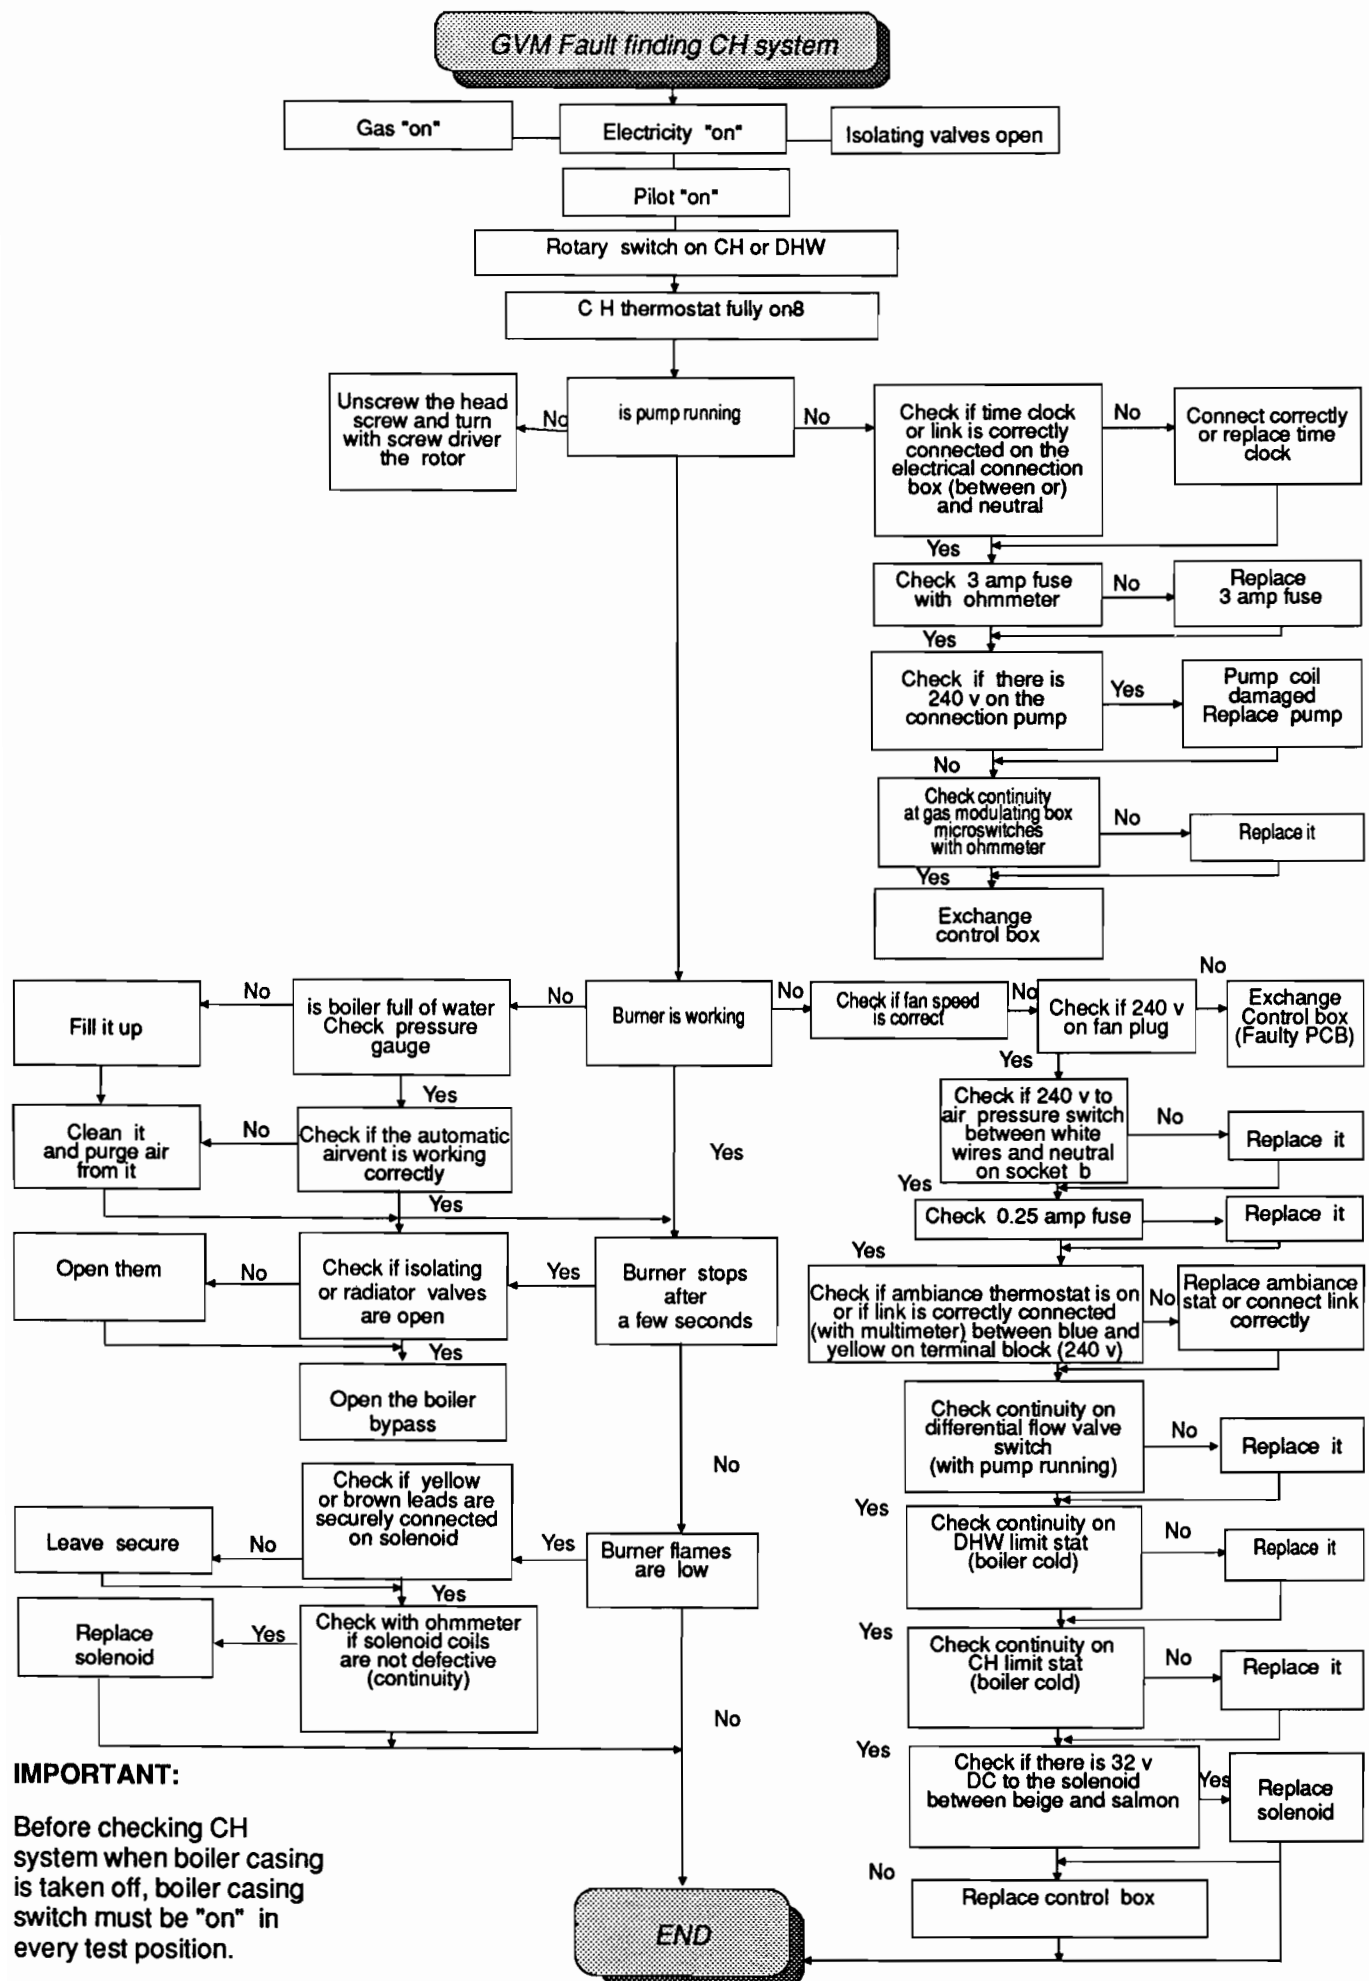 GVM Fault finding CH system
Gas "on"
Electricity "on"
Isolating valves open
Pilot "on"
Rotary switch on CH or DHW
C H thermostat fully on8
Unscrew the head
screw and turn
with screw driver
the rotor
No
is pump running
No
Check if time clock
or link is correctly
connected on the
electrical connection
box (between or)
and neutral
No
Connect correctly
or replace time
clock
Yes
Check 3 amp fuse
with ohmmeter
No
Replace
3 amp fuse
Yes
Check if there is
240 v on the
connection pump
Yes
Pump coil
damaged
Replace pump
No
Check continuity
at gas modulating box
microswitches
with ohmmeter
No
Replace it
Yes
Exchange
control box
Fill it up
No
is boiler full of water
Check pressure
gauge
No
Burner is working
No
Check if fan speed
is correct
No
Check if 240 v
on fan plug
No
Exchange
Control box
(Faulty PCB)
Yes
Clean it
and purge air
from it
No
Check if the automatic
airvent is working
correctly
Yes
Yes
Yes
Check if 240 v to
air pressure switch
between white
wires and neutral
on socket b
No
Replace it
Yes
Check 0.25 amp fuse
Replace it
Yes
Open them
No
Check if isolating
or radiator valves
are open
Yes
Burner stops
after
a few seconds
Check if ambiance thermostat is on
or if link is correctly connected
(with multimeter) between blue and
yellow on terminal block (240 v)
No
Replace ambiance
stat or connect link
correctly
Yes
Open the boiler
bypass
No
Check continuity on
differential flow valve
switch
(with pump running)
No
Replace it
Yes
Leave secure
No
Check if yellow
or brown leads are
securely connected
on solenoid
Yes
Burner flames
are low
Check continuity on
DHW limit stat
(boiler cold)
No
Replace it
Yes
Replace
solenoid
Yes
Check with ohmmeter
if solenoid coils
are not defective
(continuity)
No
Yes
Check continuity on
CH limit stat
(boiler cold)
No
Replace it
Yes
Check if there is 32 v
DC to the solenoid
between beige and salmon
Yes
Replace
solenoid
No
Replace control box
IMPORTANT:
Before checking CH
system when boiler casing
is taken off, boiler casing
switch must be "on" in
every test position.
END